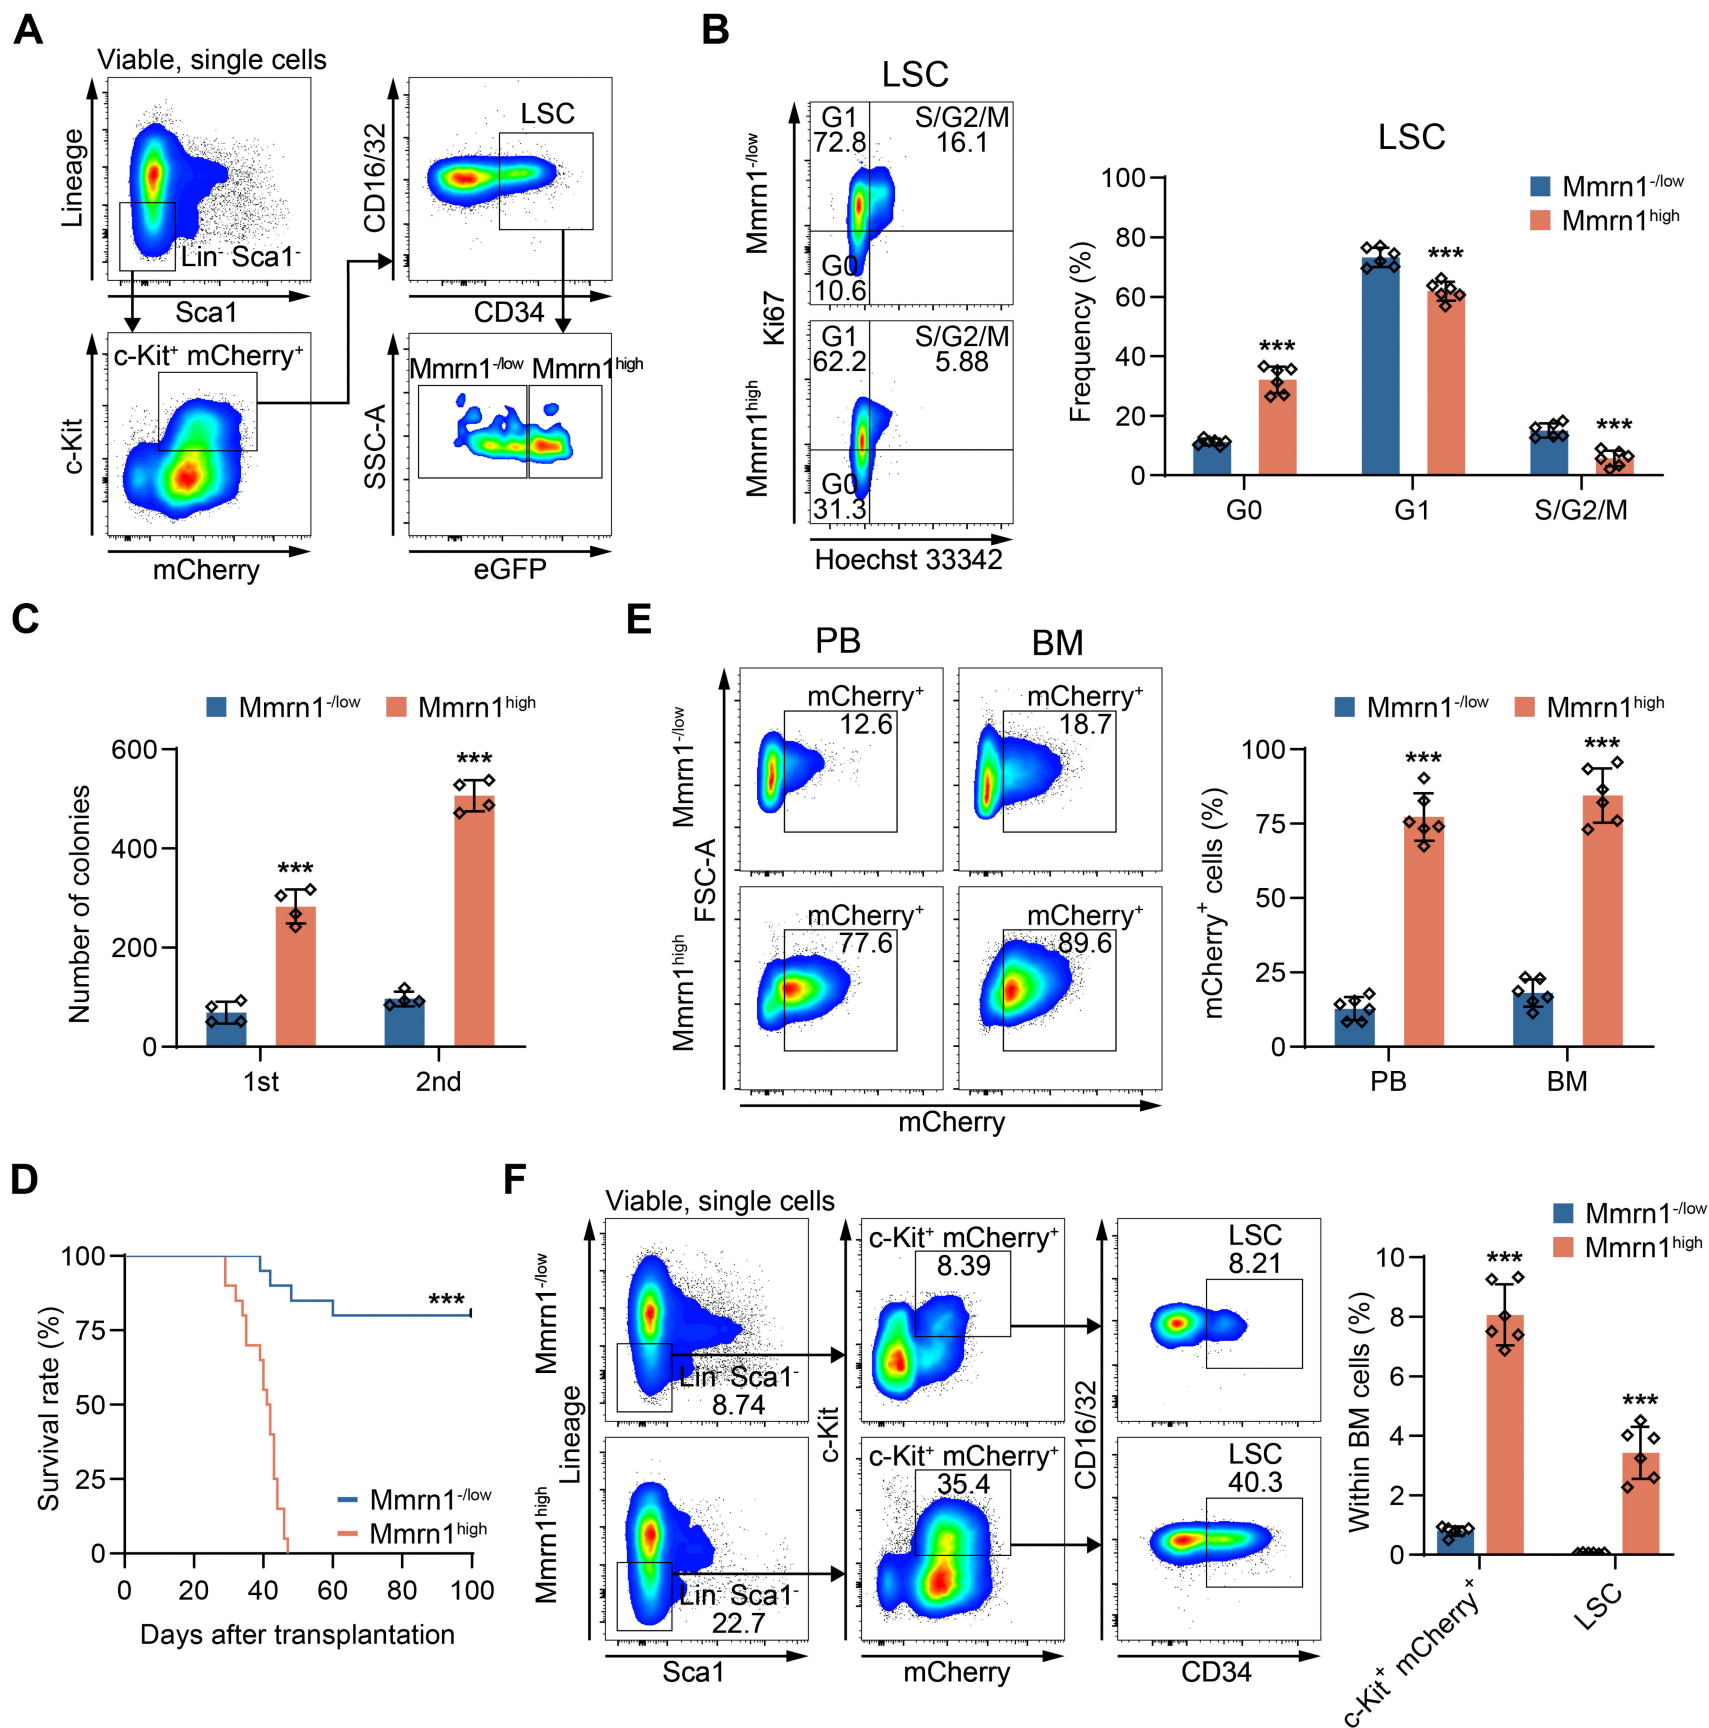 A
Viable, single cells
Lineage
Lin⁻ Sca1⁻
Sca1
CD16/32
LSC
CD34
c-Kit⁺ mCherry⁺
c-Kit
mCherry
Mmrn1⁻/low Mmrn1high
SSC-A
eGFP
B
LSC
Mmrn1⁻/low
G1
72.8
S/G2/M
16.1
G0
10.6
Ki67
Mmrn1high
G1
62.2
S/G2/M
5.88
G0
31.3
Hoechst 33342
LSC
Mmrn1⁻/low
Mmrn1high
Frequency (%)
100
80
60
40
20
0
***
***
***
G0 G1 S/G2/M
C
Mmrn1⁻/low Mmrn1high
Number of colonies
600
400
200
0
***
***
1st 2nd
E
PB BM
Mmrn1⁻/low
mCherry⁺
12.6
mCherry⁺
18.7
FSC-A
Mmrn1high
mCherry⁺
77.6
mCherry⁺
89.6
mCherry
Mmrn1⁻/low Mmrn1high
mCherry⁺ cells (%)
100
75
50
25
0
***
***
PB BM
D
Survival rate (%)
100
75
50
25
0
***
Mmrn1⁻/low
Mmrn1high
0 20 40 60 80 100
Days after transplantation
F
Viable, single cells
Mmrn1⁻/low
Lin⁻ Sca1⁻
8.74
c-Kit⁺ mCherry⁺
8.39
LSC
8.21
Lineage
c-Kit
CD16/32
Mmrn1high
Lin⁻ Sca1⁻
22.7
c-Kit⁺ mCherry⁺
35.4
LSC
40.3
Sca1
mCherry
CD34
Mmrn1⁻/low
Mmrn1high
Within BM cells (%)
10
8
6
4
2
0
***
***
c-Kit⁺ mCherry⁺
LSC